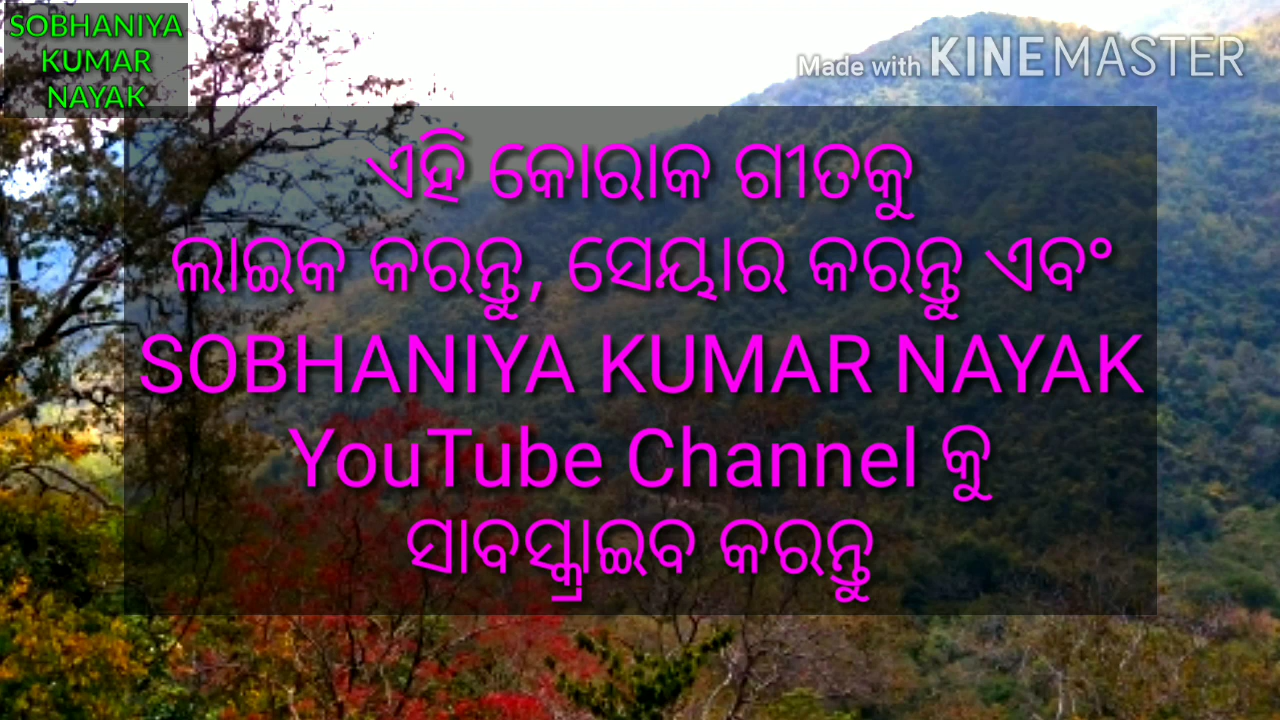 SOBHANIYA
KUMAR
NAYAK
Made with KINEMASTER
ଏହି କୋରାକ ଗୀତକୁ
ଲାଇକ କରନ୍ତୁ, ସେୟାର କରନ୍ତୁ ଏବଂ
SOBHANIYA KUMAR NAYAK
YouTube Channel କୁ
ସାବସ୍କ୍ରାଇବ କରନ୍ତୁ